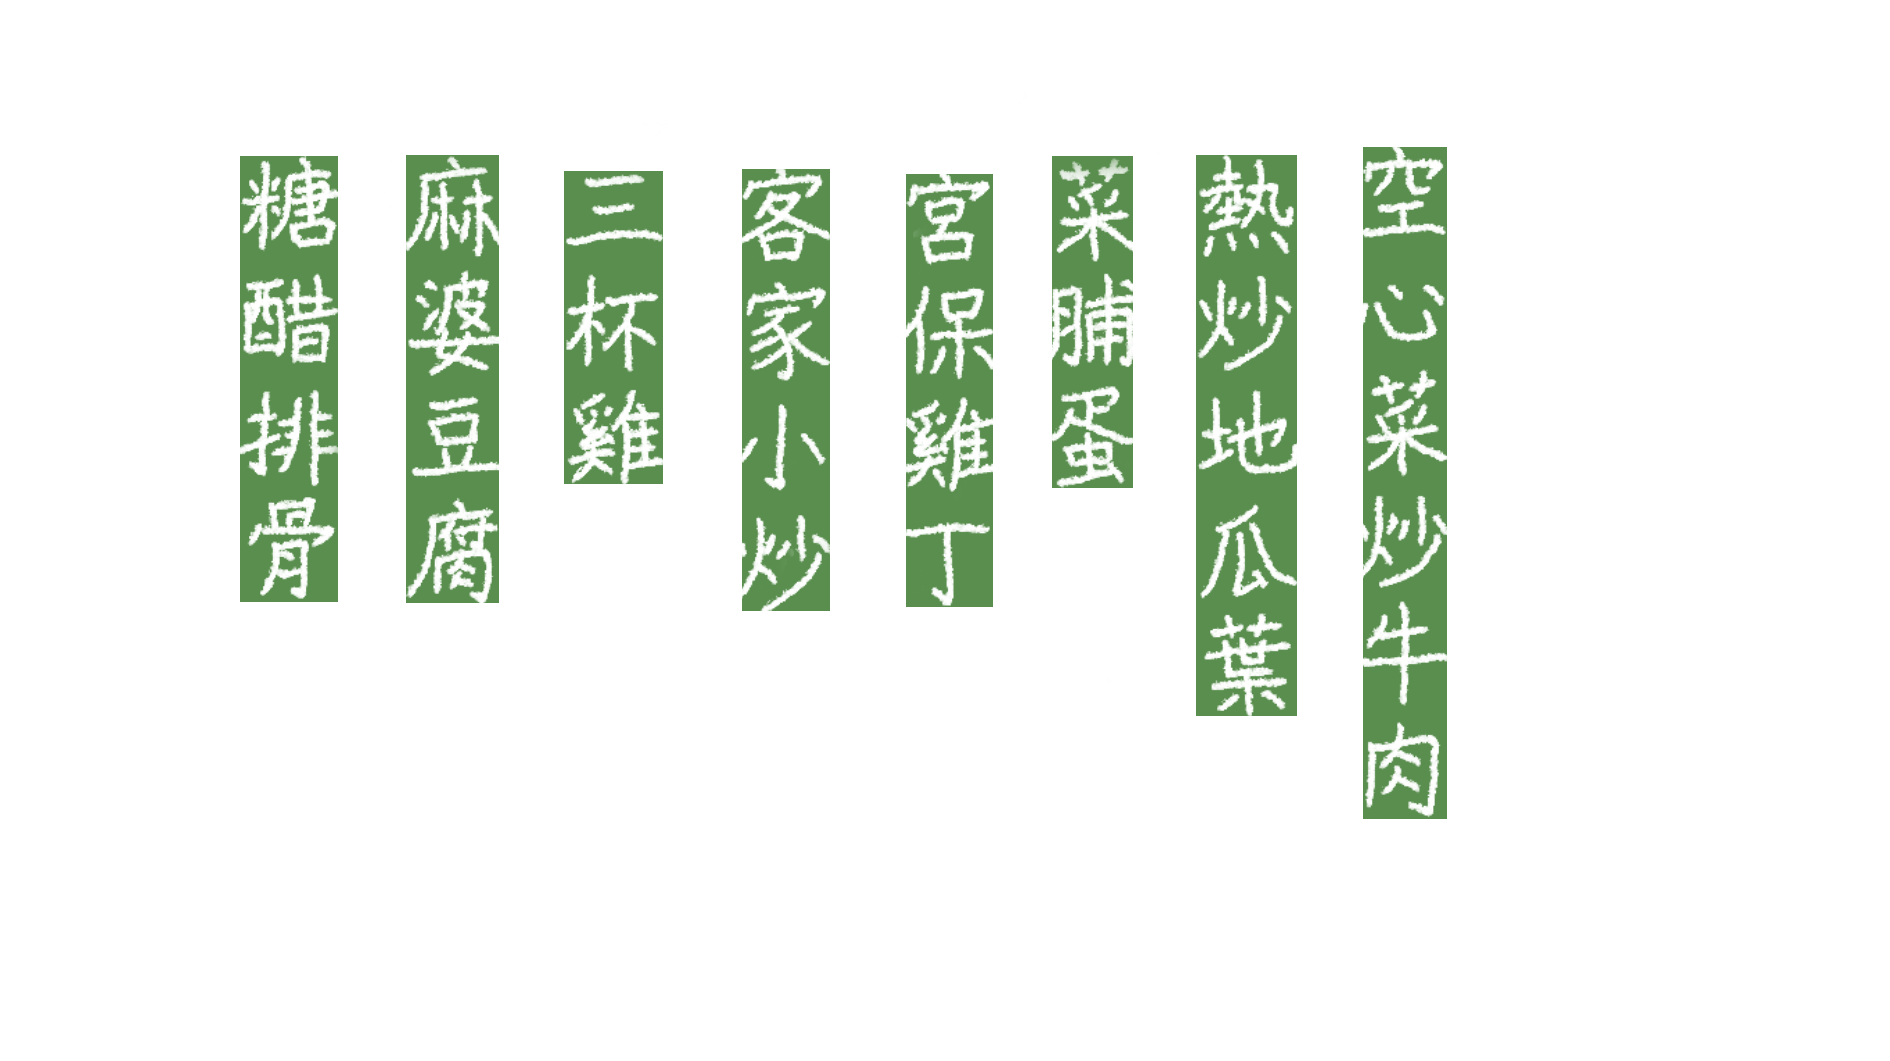 空心菜炒牛肉
熱炒地瓜葉
菜脯蛋
宮保雞丁
客家小炒
三杯雞
麻婆豆腐
糖醋排骨